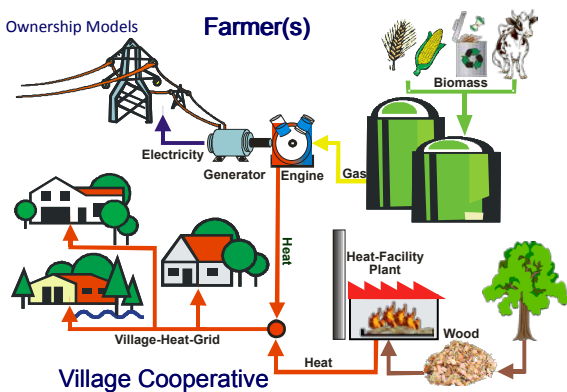 Ownership Models
Farmer(s)
Biomass
Electricity
Generator
Engine
Gas
Heat
Heat-Facility
Plant
Wood
Village-Heat-Grid
Heat
Village Cooperative